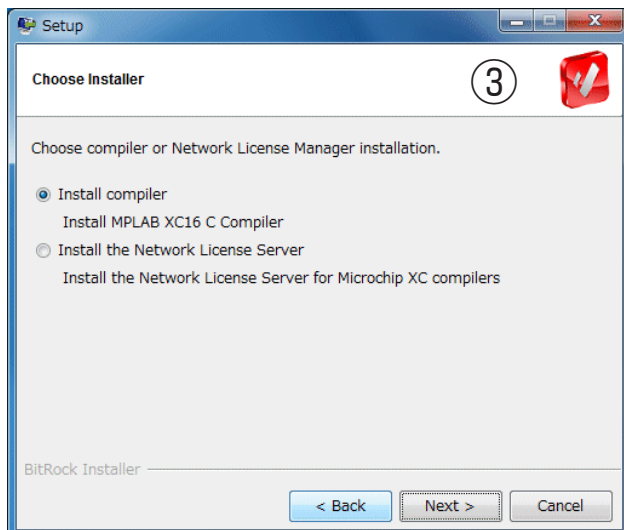 Setup
Choose Installer
③
Choose compiler or Network License Manager installation.
Install compiler
Install MPLAB XC16 C Compiler
Install the Network License Server
Install the Network License Server for Microchip XC compilers
BitRock Installer
< Back Next > Cancel